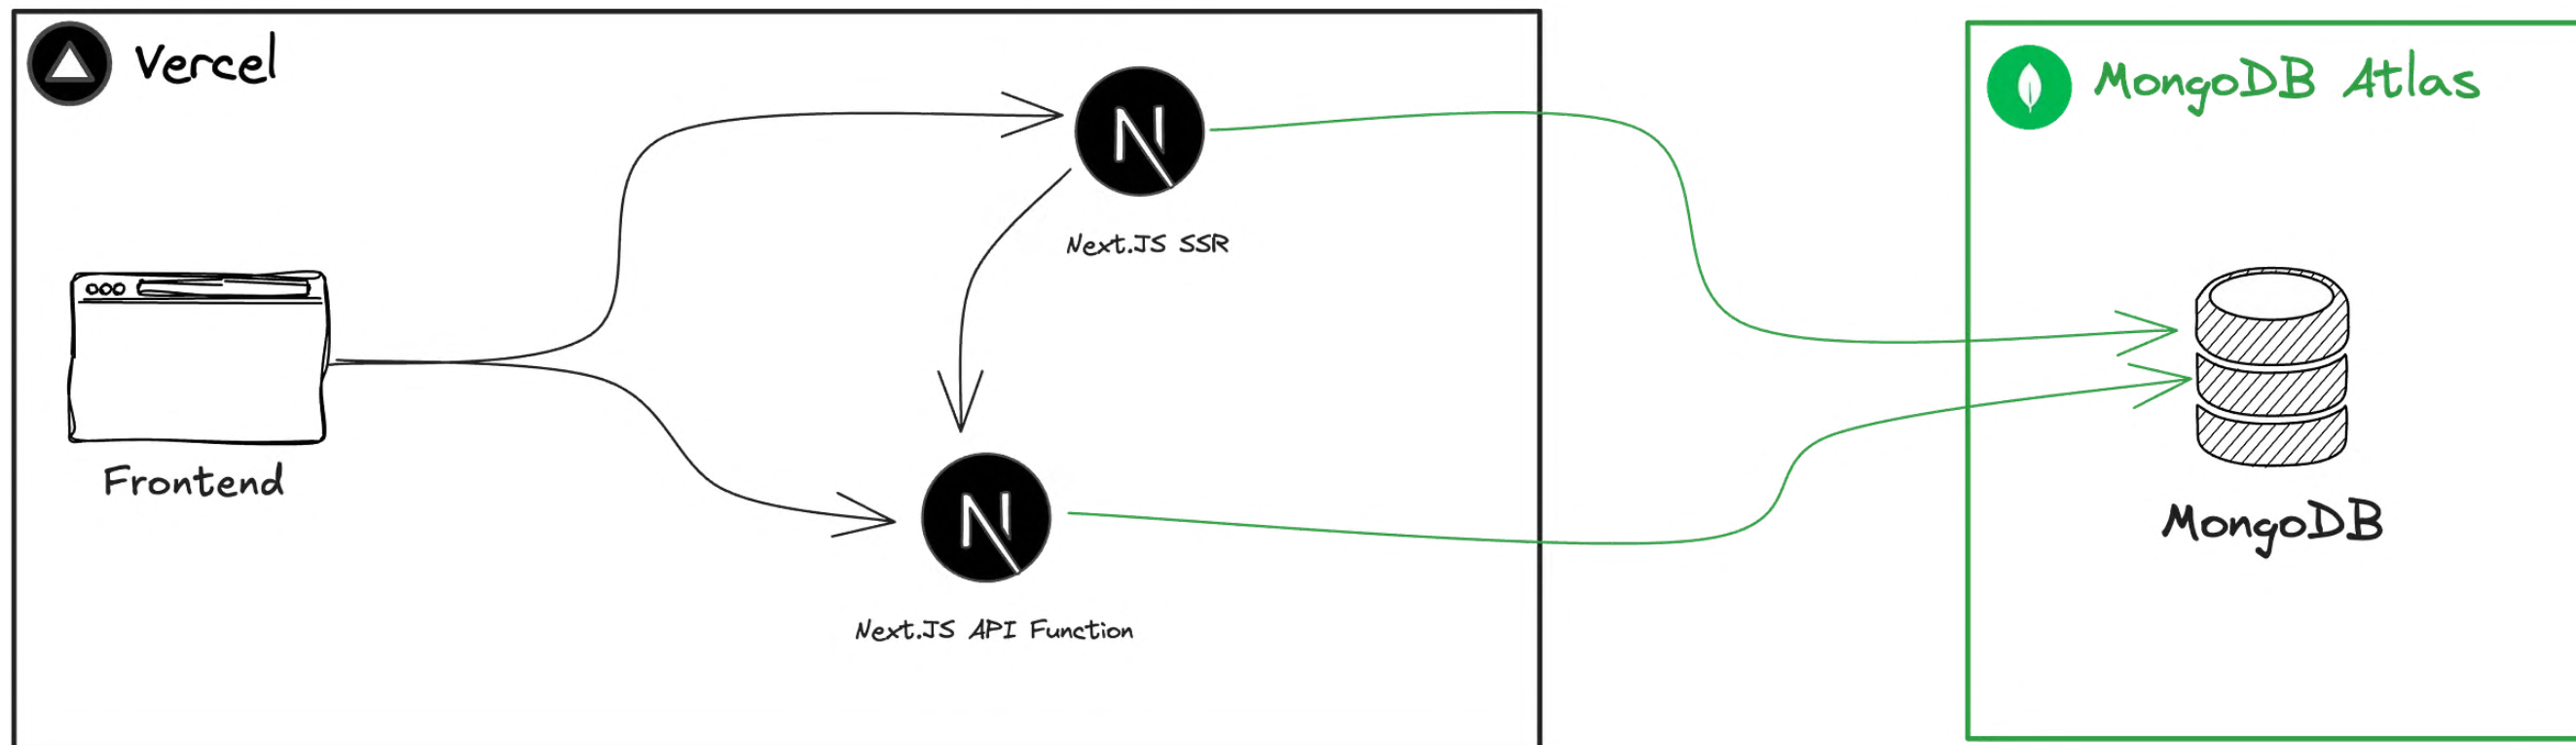 Vercel
MongoDB Atlas
Next.JS SSR
Frontend
MongoDB
Next.JS API Function